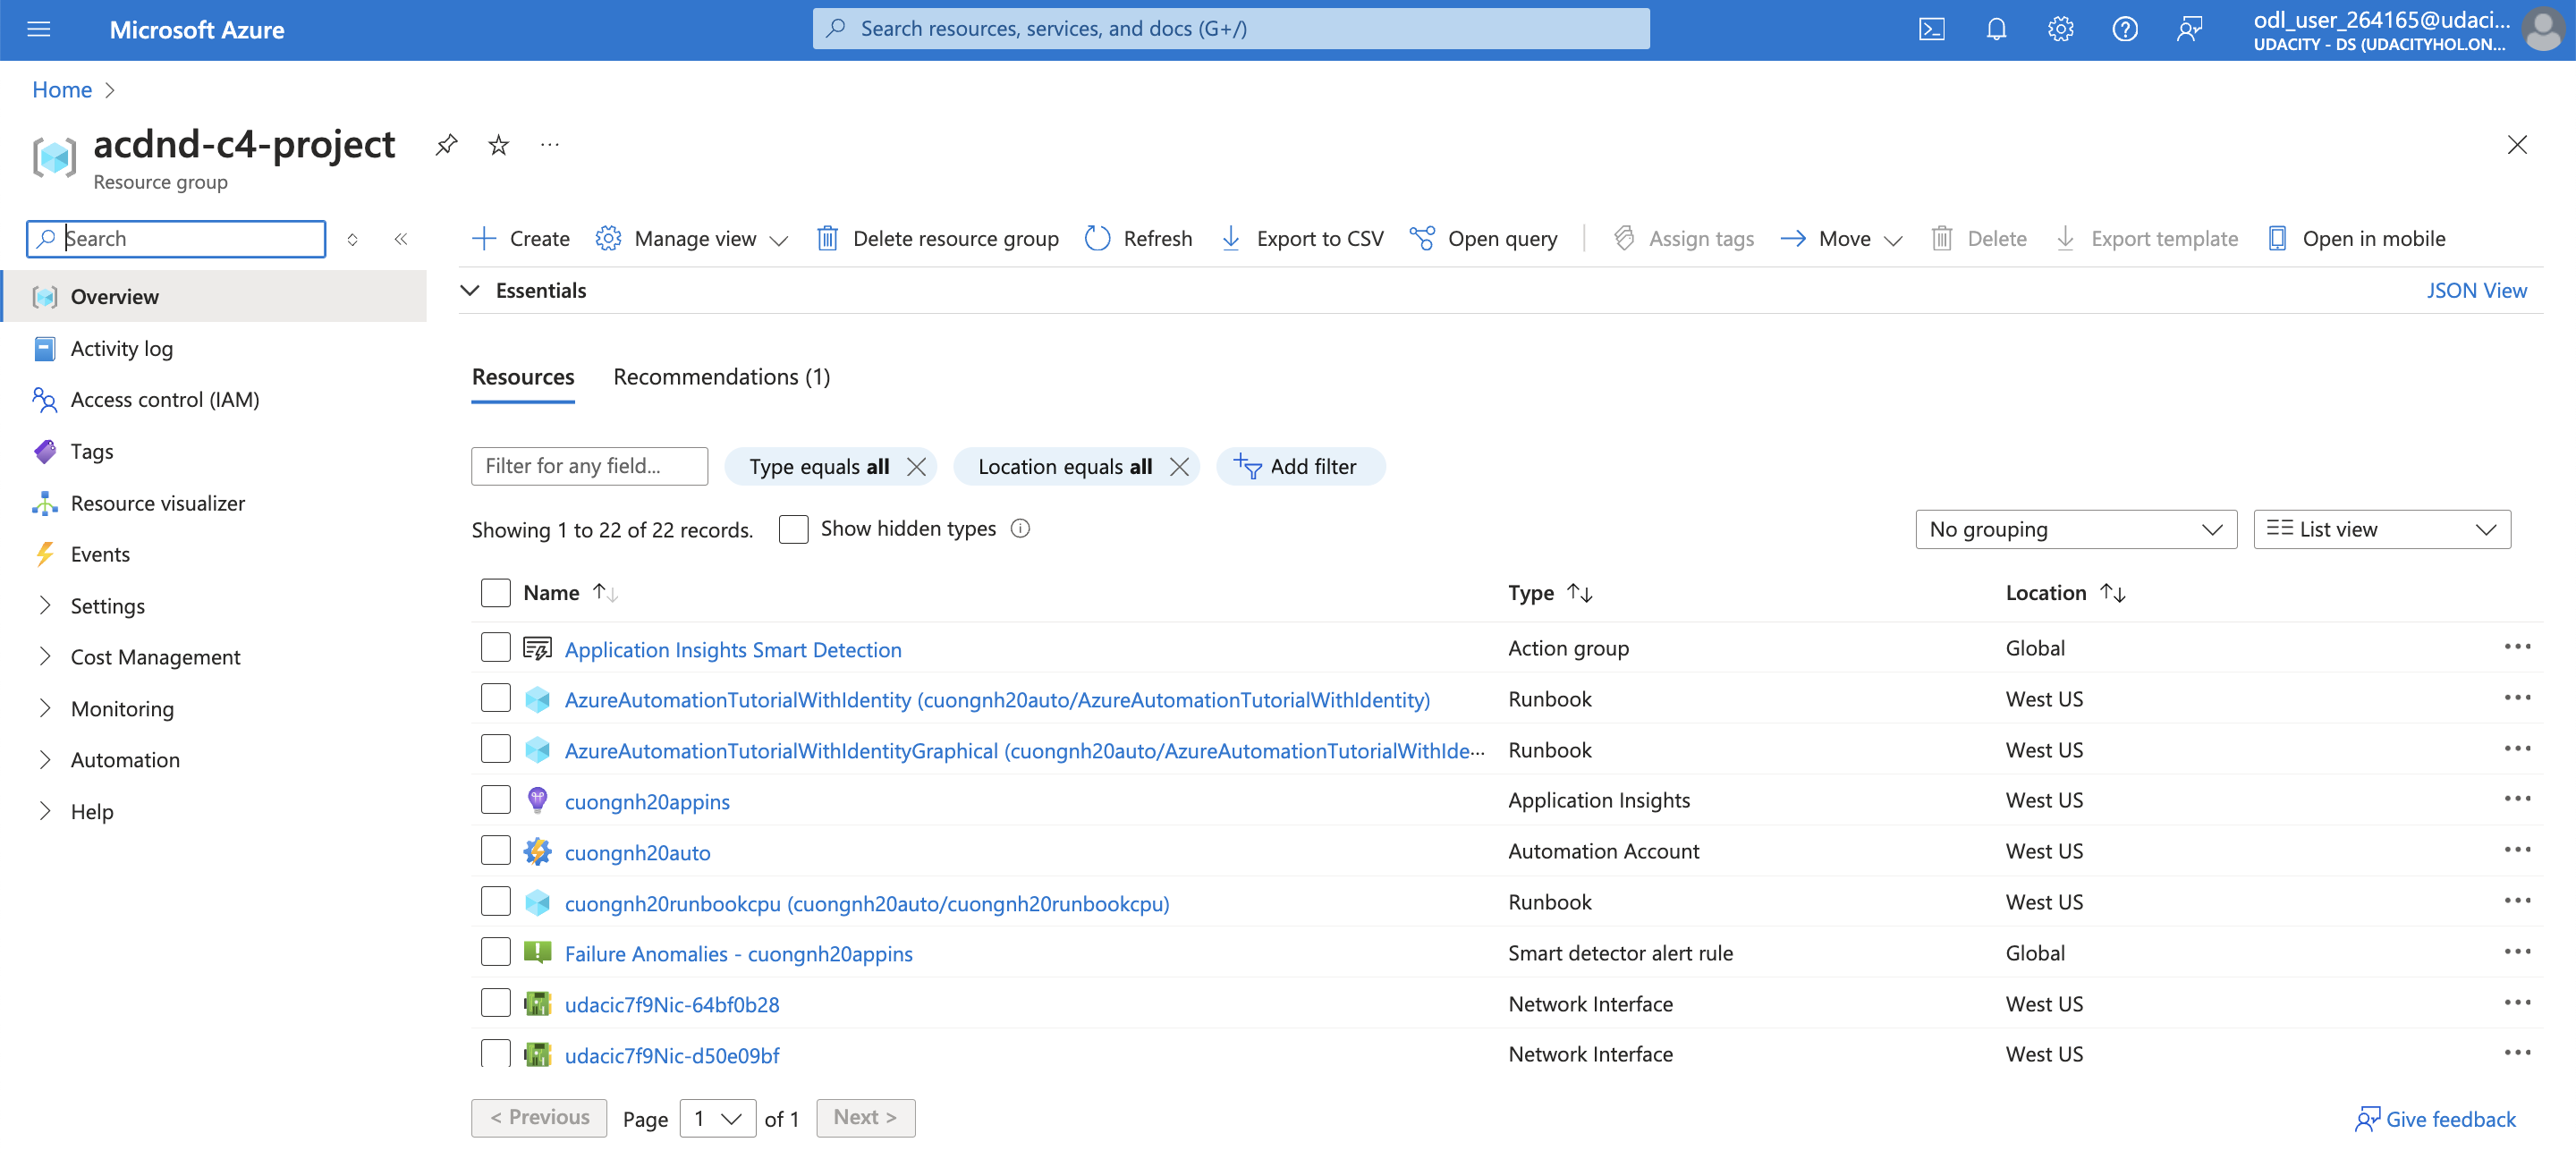 Microsoft Azure
Search resources, services, and docs (G+/)
odl_user_264165@udaci...
UDACITY - DS (UDACITYHOL.ON...
Home
acdnd-c4-project
Resource group
Search
Create
Manage view
Delete resource group
Refresh
Export to CSV
Open query
Assign tags
Move
Delete
Export template
Open in mobile
Overview
Activity log
Access control (IAM)
Tags
Resource visualizer
Events
Settings
Cost Management
Monitoring
Automation
Help
Essentials
JSON View
Resources Recommendations (1)
Filter for any field...
Type equals all
Location equals all
Add filter
Showing 1 to 22 of 22 records.
Show hidden types
No grouping
List view
Name Type Location
Application Insights Smart Detection Action group Global
AzureAutomationTutorialWithIdentity (cuongnh20auto/AzureAutomationTutorialWithIdentity) Runbook West US
AzureAutomationTutorialWithIdentityGraphical (cuongnh20auto/AzureAutomationTutorialWithIde... Runbook West US
cuongnh20appins Application Insights West US
cuongnh20auto Automation Account West US
cuongnh20runbookcpu (cuongnh20auto/cuongnh20runbookcpu) Runbook West US
Failure Anomalies - cuongnh20appins Smart detector alert rule Global
udacic7f9Nic-64bf0b28 Network Interface West US
udacic7f9Nic-d50e09bf Network Interface West US
< Previous Page 1 of 1 Next >
Give feedback